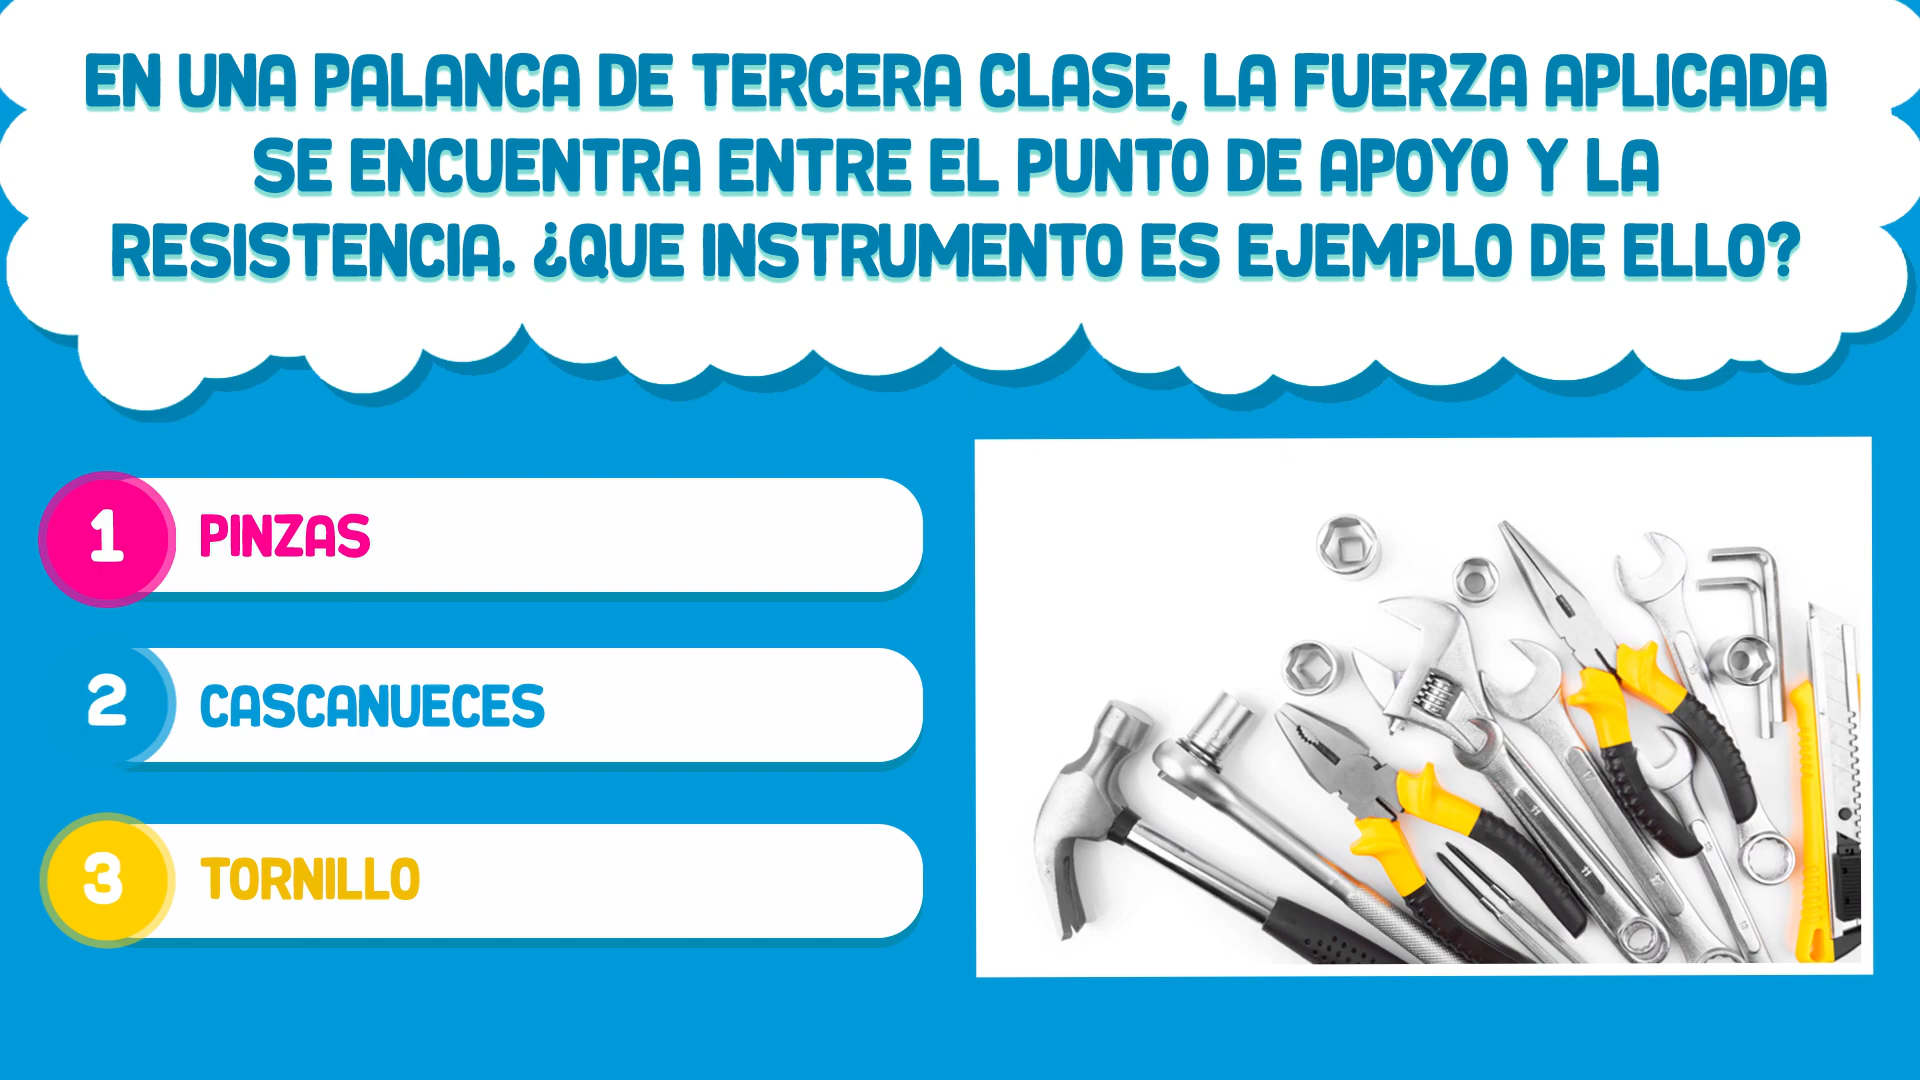 EN UNA PALANCA DE TERCERA CLASE, LA FUERZA APLICADA
SE ENCUENTRA ENTRE EL PUNTO DE APOYO Y LA
RESISTENCIA. ¿QUE INSTRUMENTO ES EJEMPLO DE ELLO?
1 PINZAS
2 CASCANUECES
3 TORNILLO